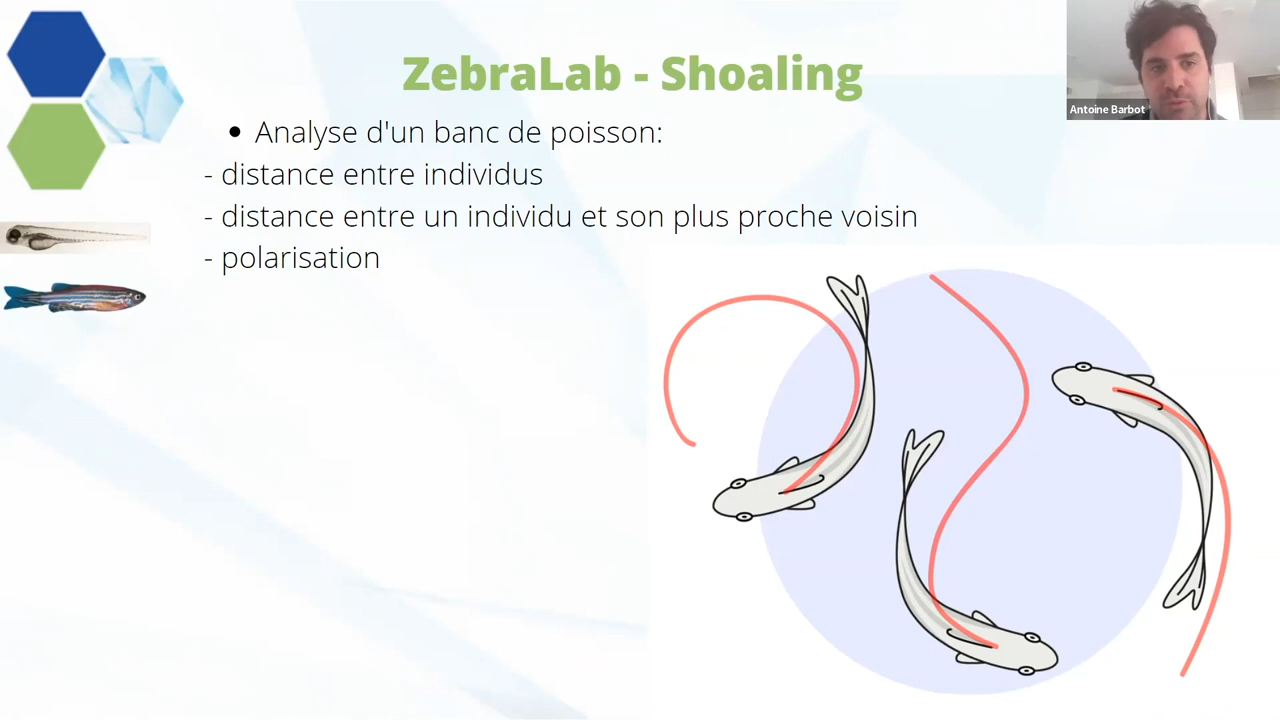 ZebraLab - Shoaling
Antoine Barbot
• Analyse d'un banc de poisson:
- distance entre individus
- distance entre un individu et son plus proche voisin
- polarisation